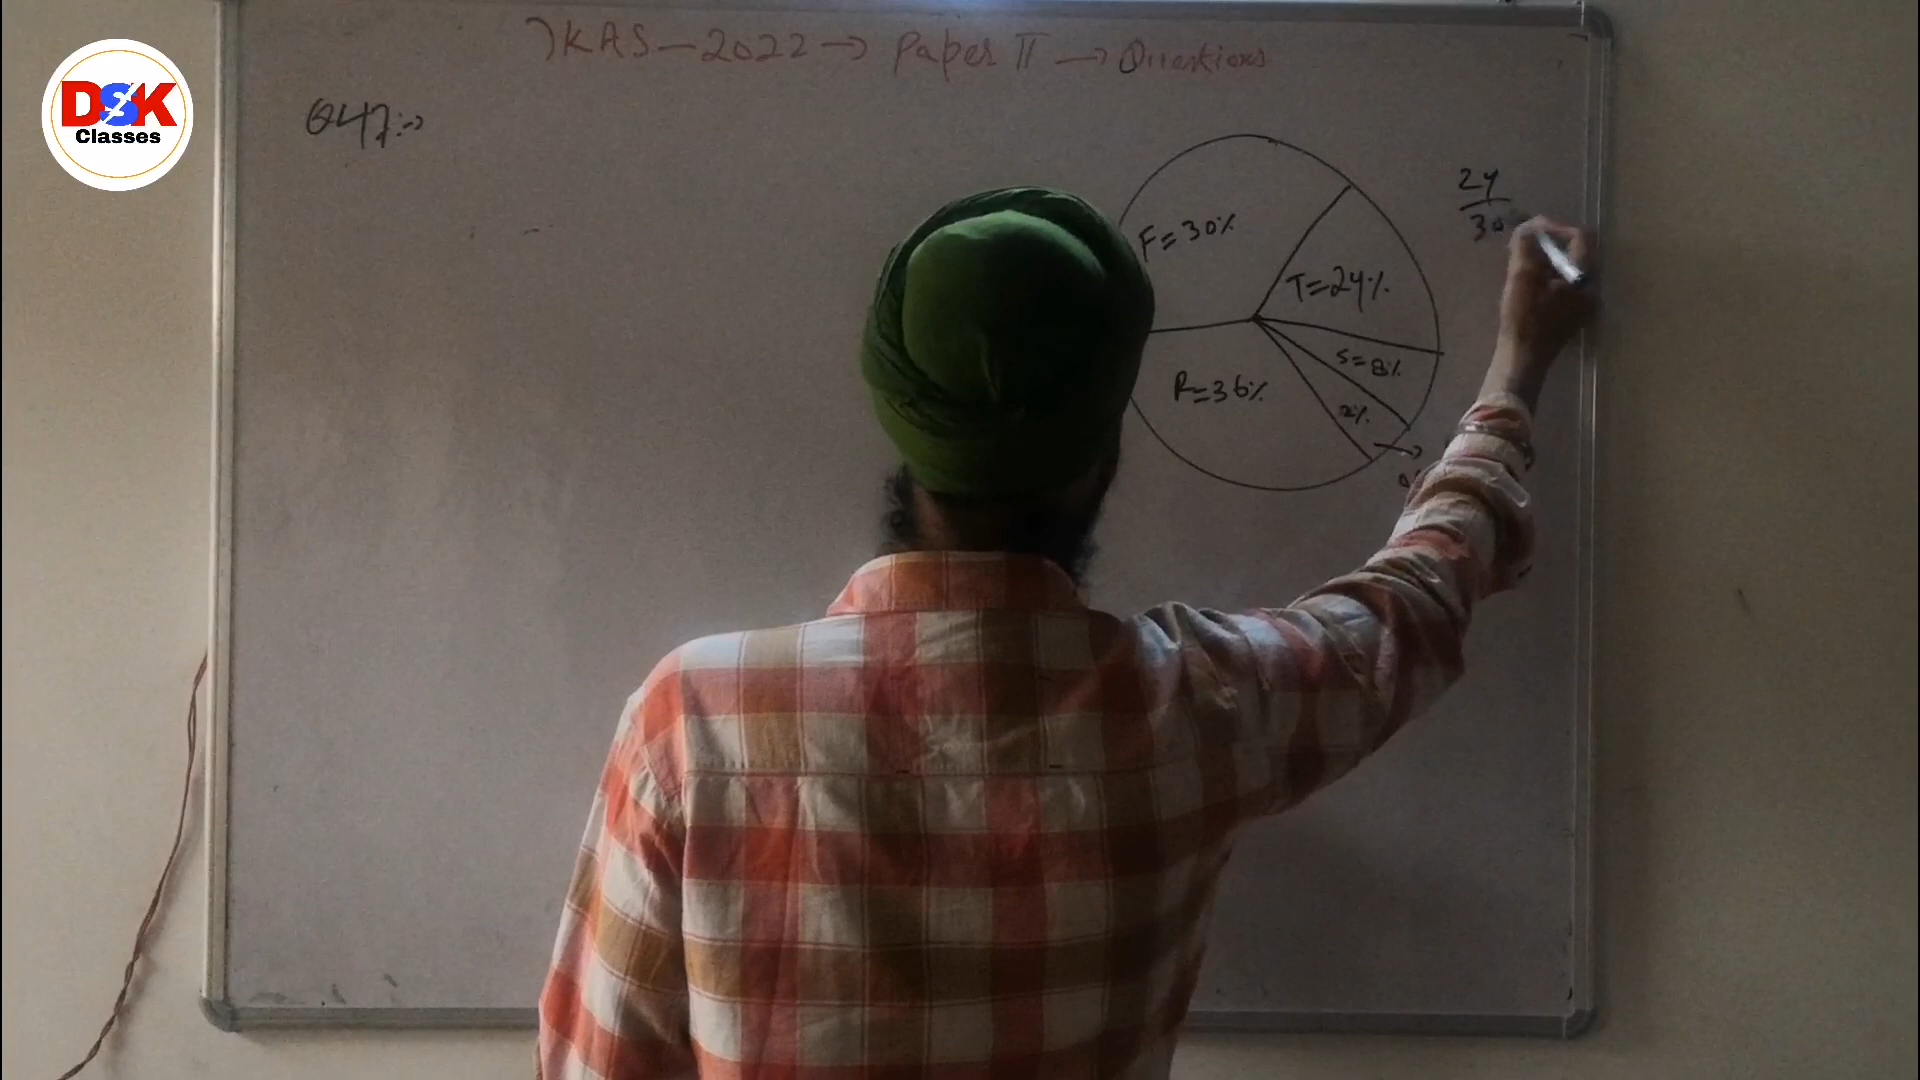 DSK
Classes
JKAS - 2022 → Paper II → Questions
Q47:→
F = 30%
T = 24%
S = 8%
R = 36%
2%
24
30